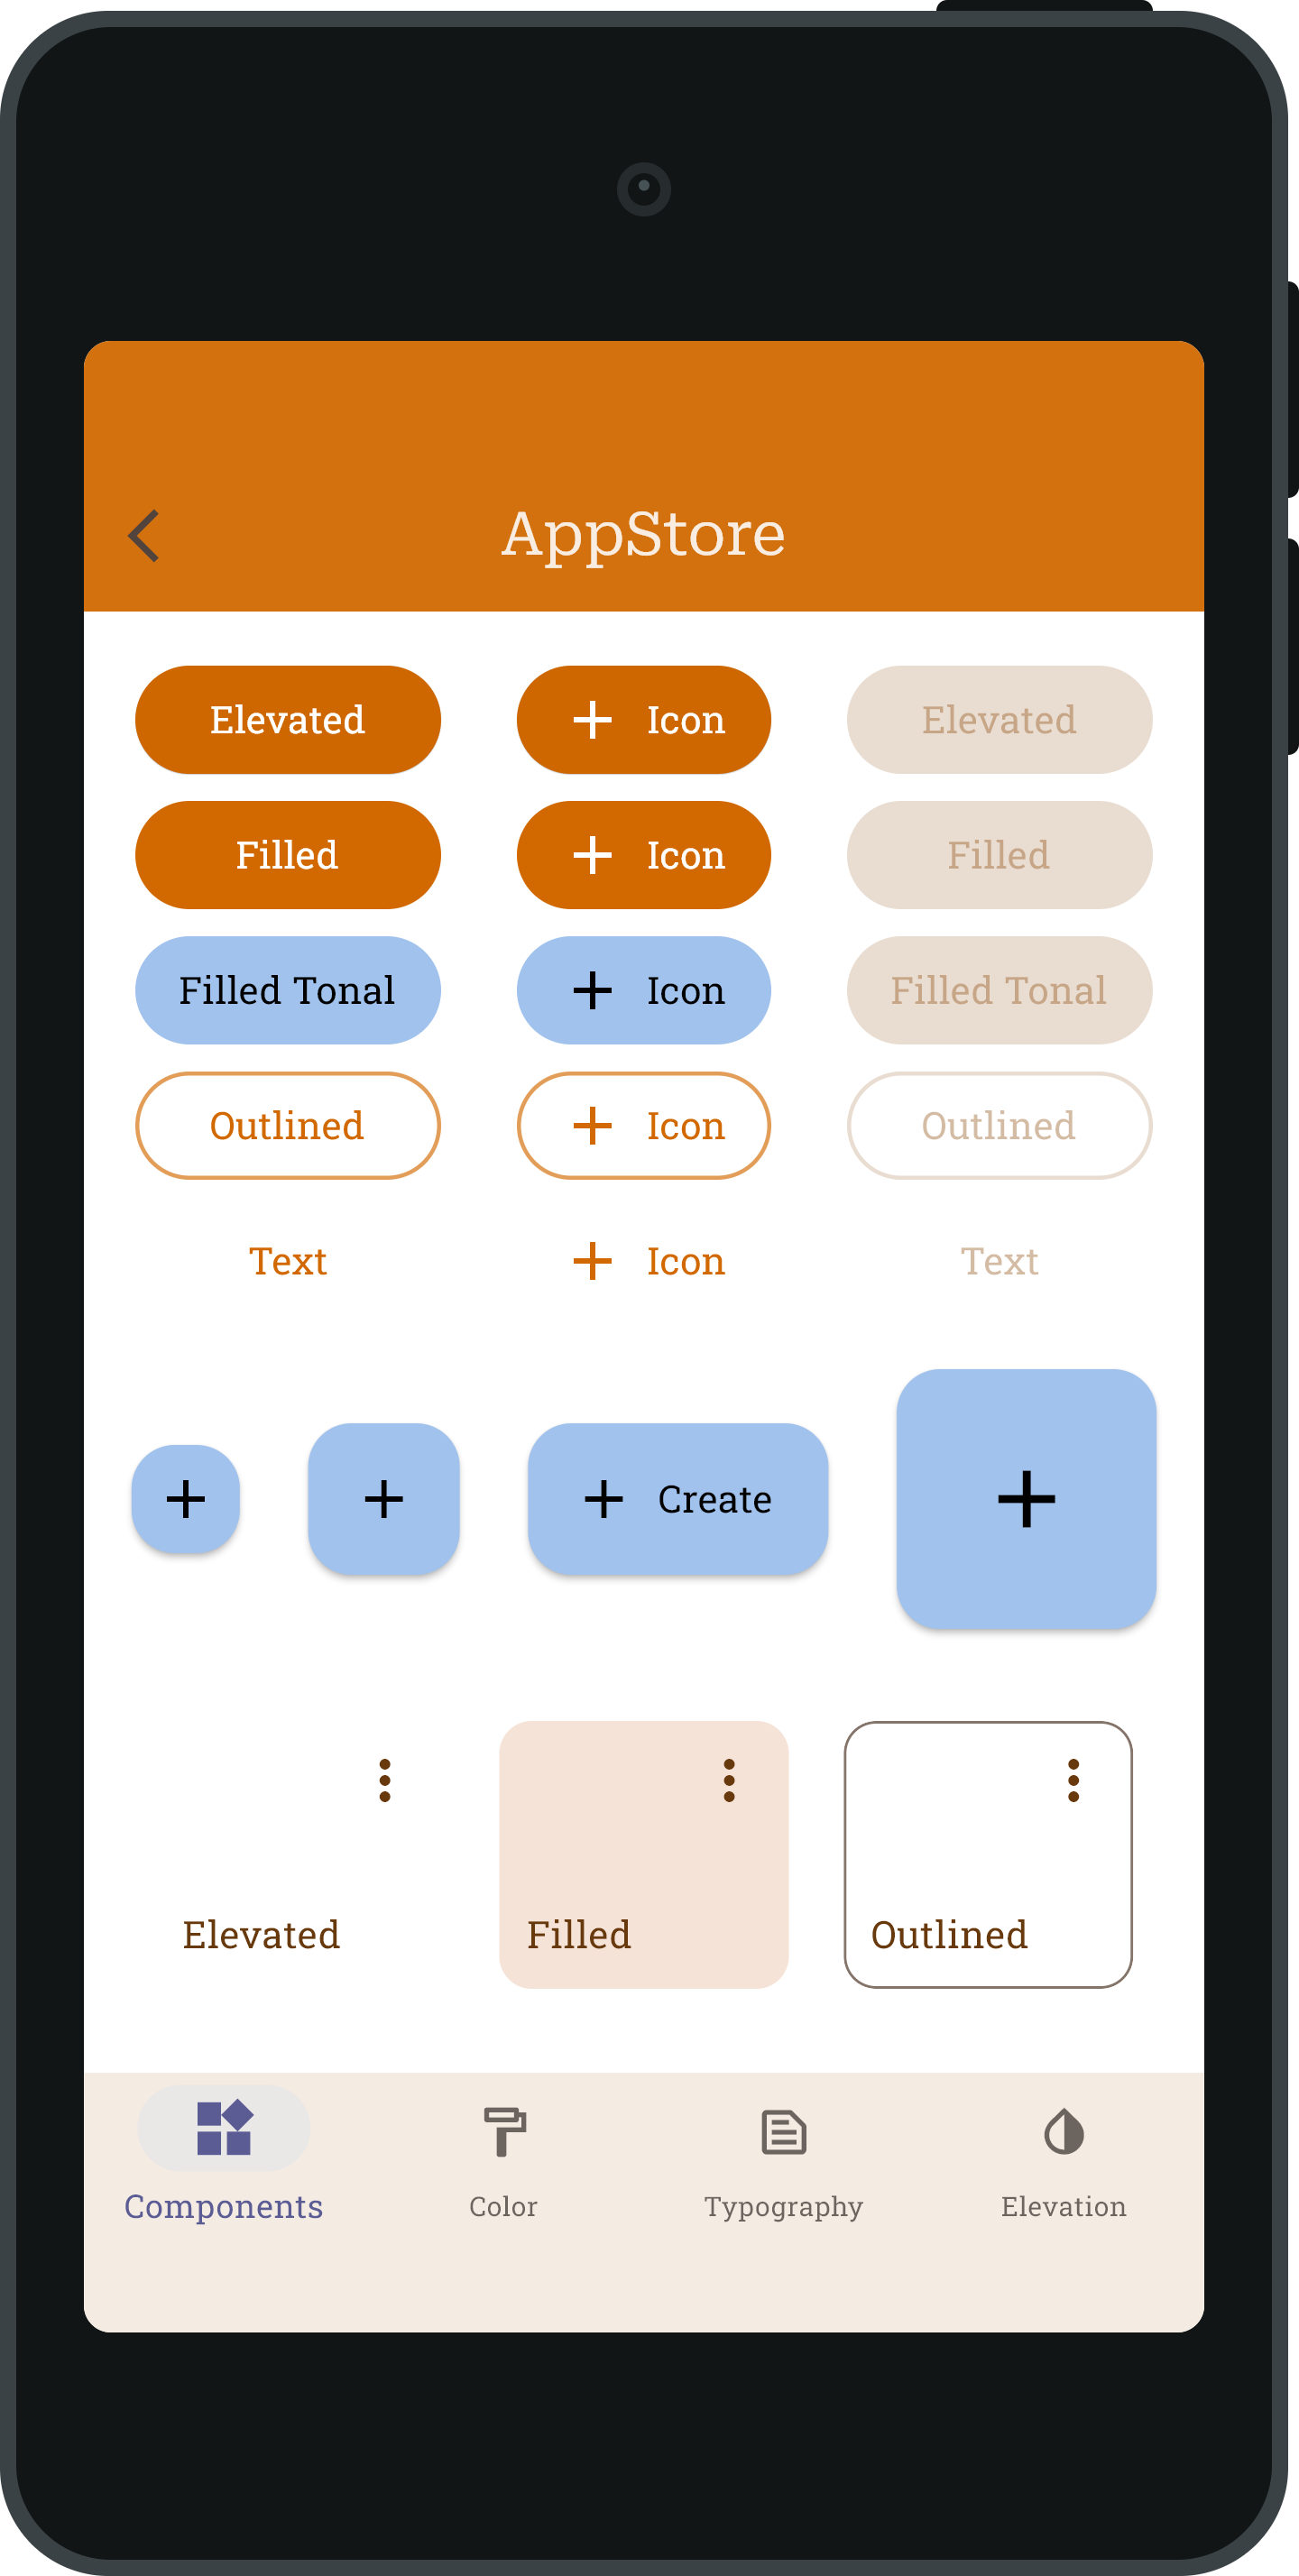 AppStore
Elevated Icon Elevated
Filled Icon Filled
Filled Tonal Icon Filled Tonal
Outlined Icon Outlined
Text Icon Text
Create
Elevated Filled Outlined
Components Color Typography Elevation